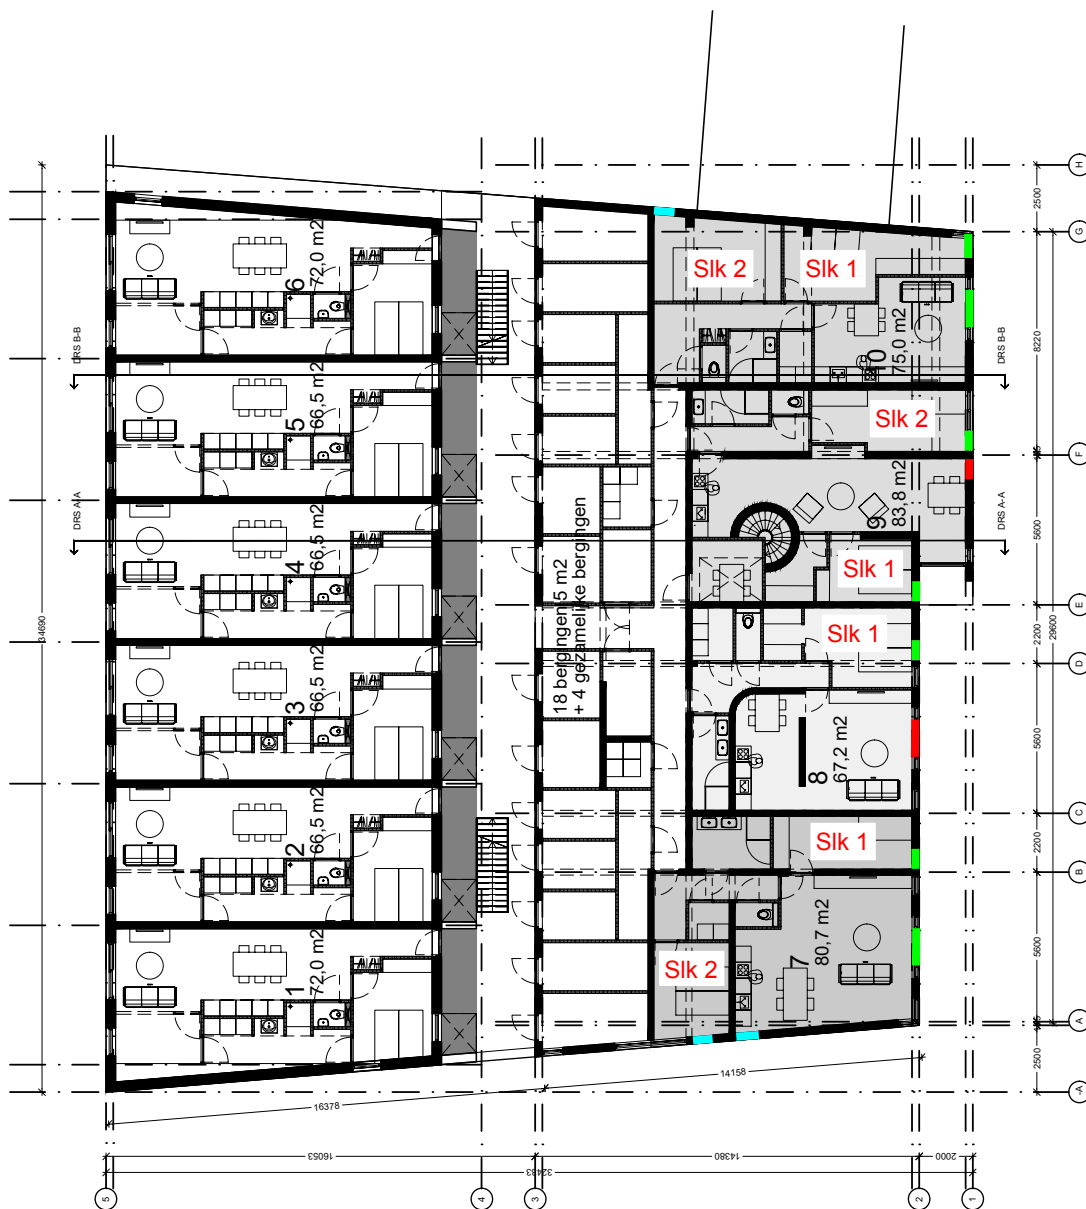 H
2500
G
Slk 2
Slk 1
6
72,0 m2
10
75,0 m2
8220
DRS B-B
DRS B-B
5
66,5 m2
Slk 2
F
34690
DRS A-A
DRS A-A
4
66,5 m2
18 bergingen 5 m2
+ 4 gezamelijke bergingen
9
83,8 m2
Slk 1
5600
E
Slk 1
2200
29600
D
3
66,5 m2
8
67,2 m2
5600
C
2
66,5 m2
Slk 1
2200
B
1
72,0 m2
Slk 2
7
80,7 m2
5600
A
2500
-A
14158
16378
16053
14380
2000
32433
5
4
3
2
1